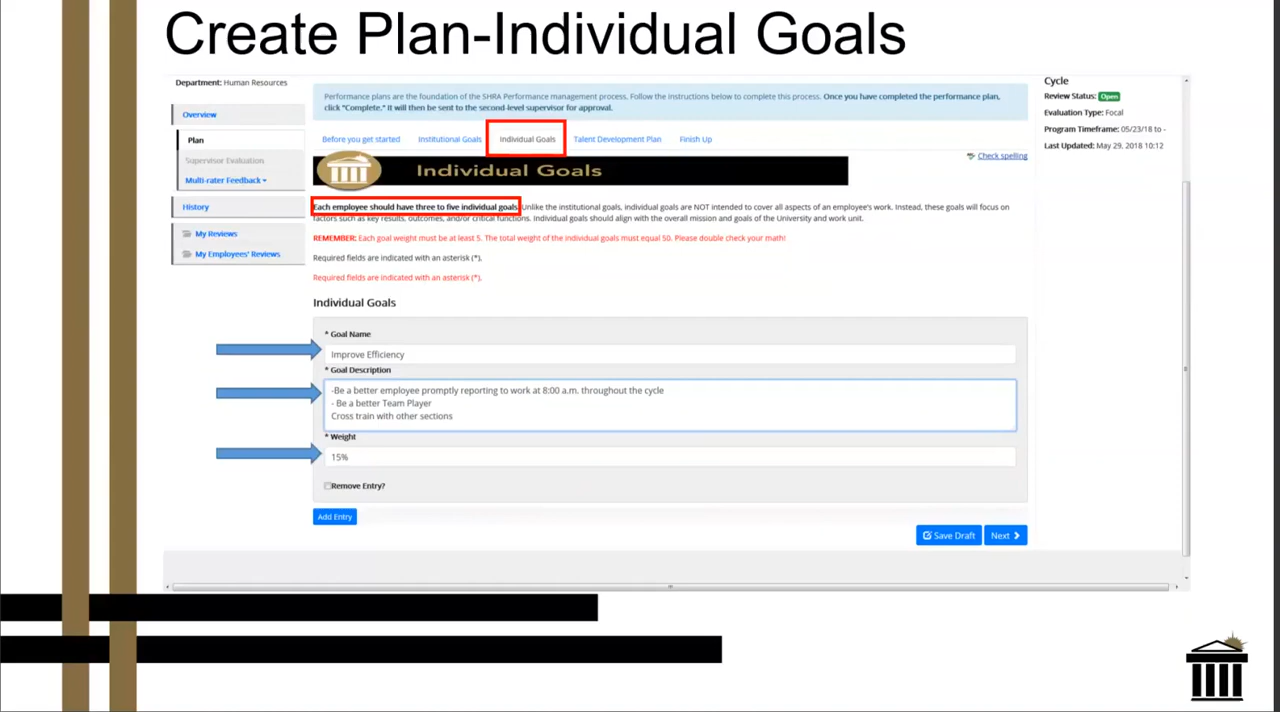 Create Plan-Individual Goals
Department: Human Resources
Overview
Plan
Supervisor Evaluation
Multi-rater Feedback
History
My Reviews
My Employees' Reviews
Performance plans are the foundation of the SHRA Performance management process. Follow the instructions below to complete this process. Once you have completed the performance plan,
click "Complete." It will then be sent to the second-level supervisor for approval.
Before you get started Institutional Goals Individual Goals Talent Development Plan Finish Up
Check spelling
Individual Goals
Each employee should have three to five individual goals. Unlike the institutional goals, individual goals are NOT intended to cover all aspects of an employee's work. Instead, these goals will focus on
factors such as key results, outcomes, and/or critical functions. Individual goals should align with the overall mission and goals of the University and work unit.
REMEMBER: Each goal weight must be at least 5. The total weight of the individual goals must equal 50. Please double check your math!
Required fields are indicated with an asterisk (*).
Required fields are indicated with an asterisk (*).
Individual Goals
* Goal Name
Improve Efficiency
* Goal Description
-Be a better employee promptly reporting to work at 8:00 a.m. throughout the cycle
- Be a better Team Player
Cross train with other sections
* Weight
15%
Remove Entry?
Add Entry
Save Draft Next
Cycle
Review Status: Open
Evaluation Type: Focal
Program Timeframe: 05/23/18 to -
Last Updated: May 29, 2018 10:12